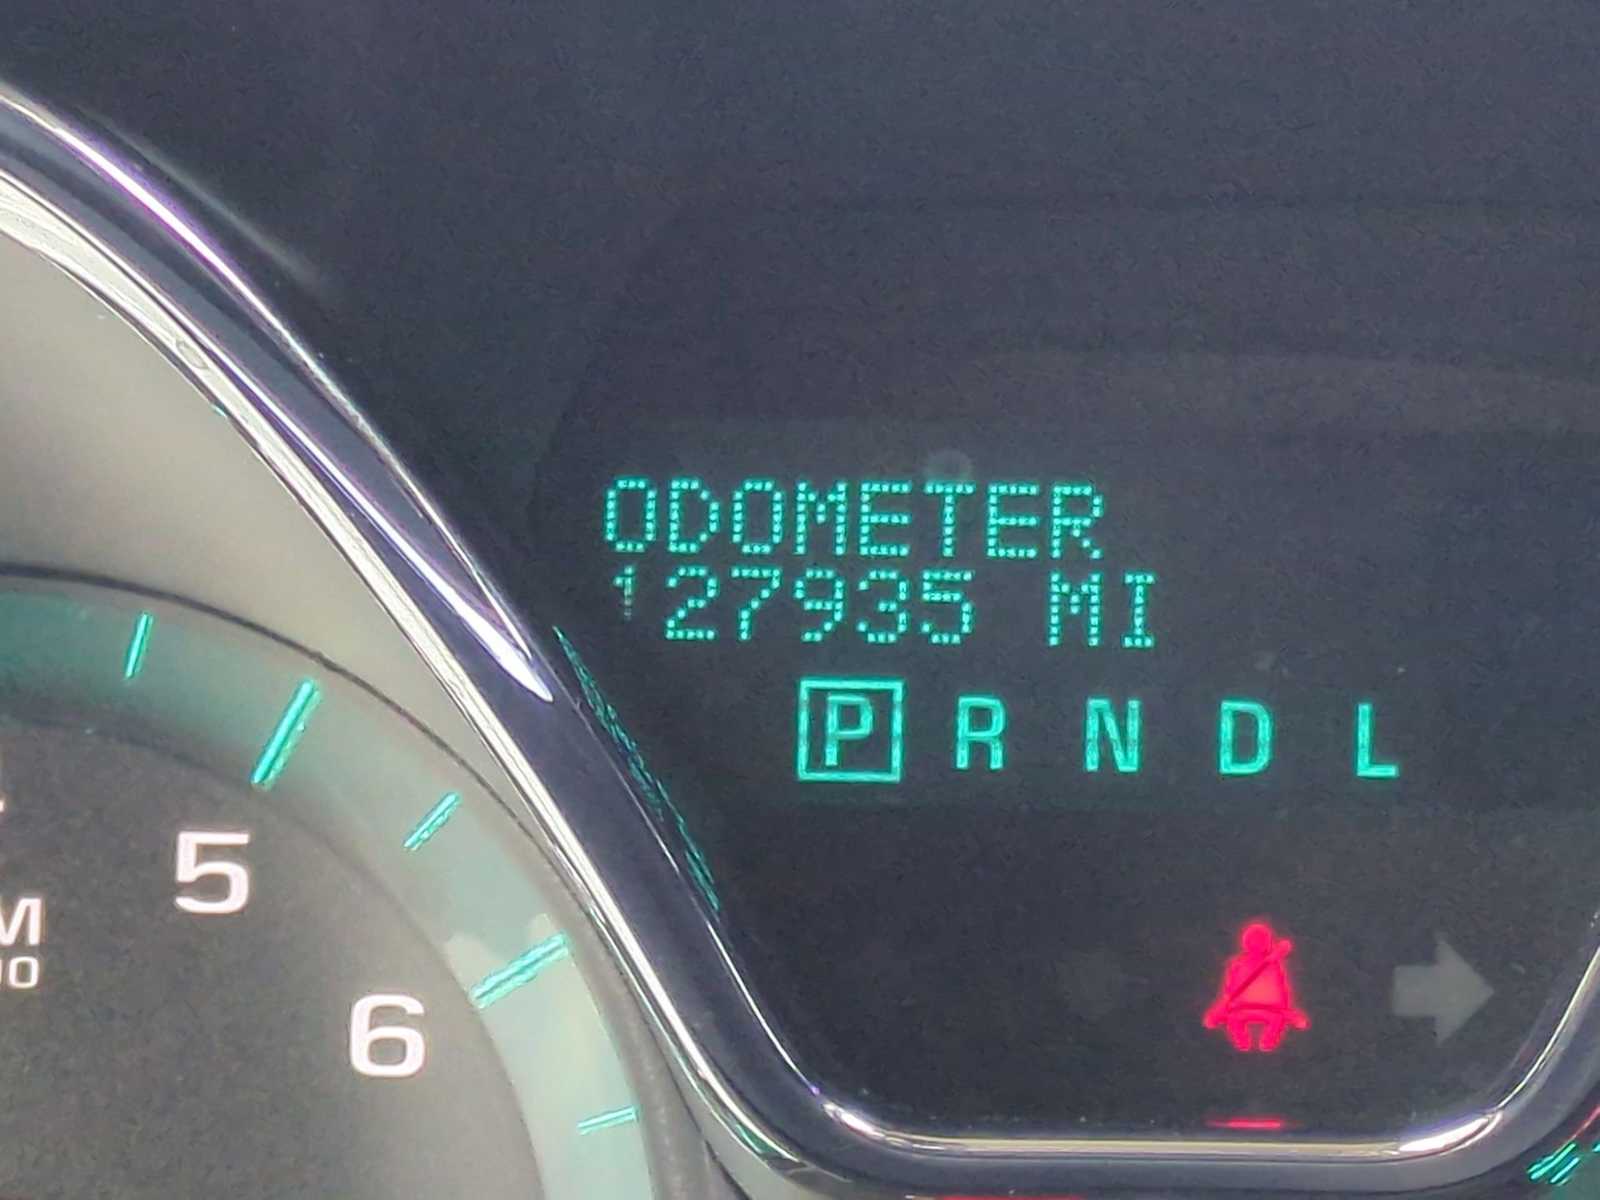 ODOMETER
127935 MI
P R N D L
5
6